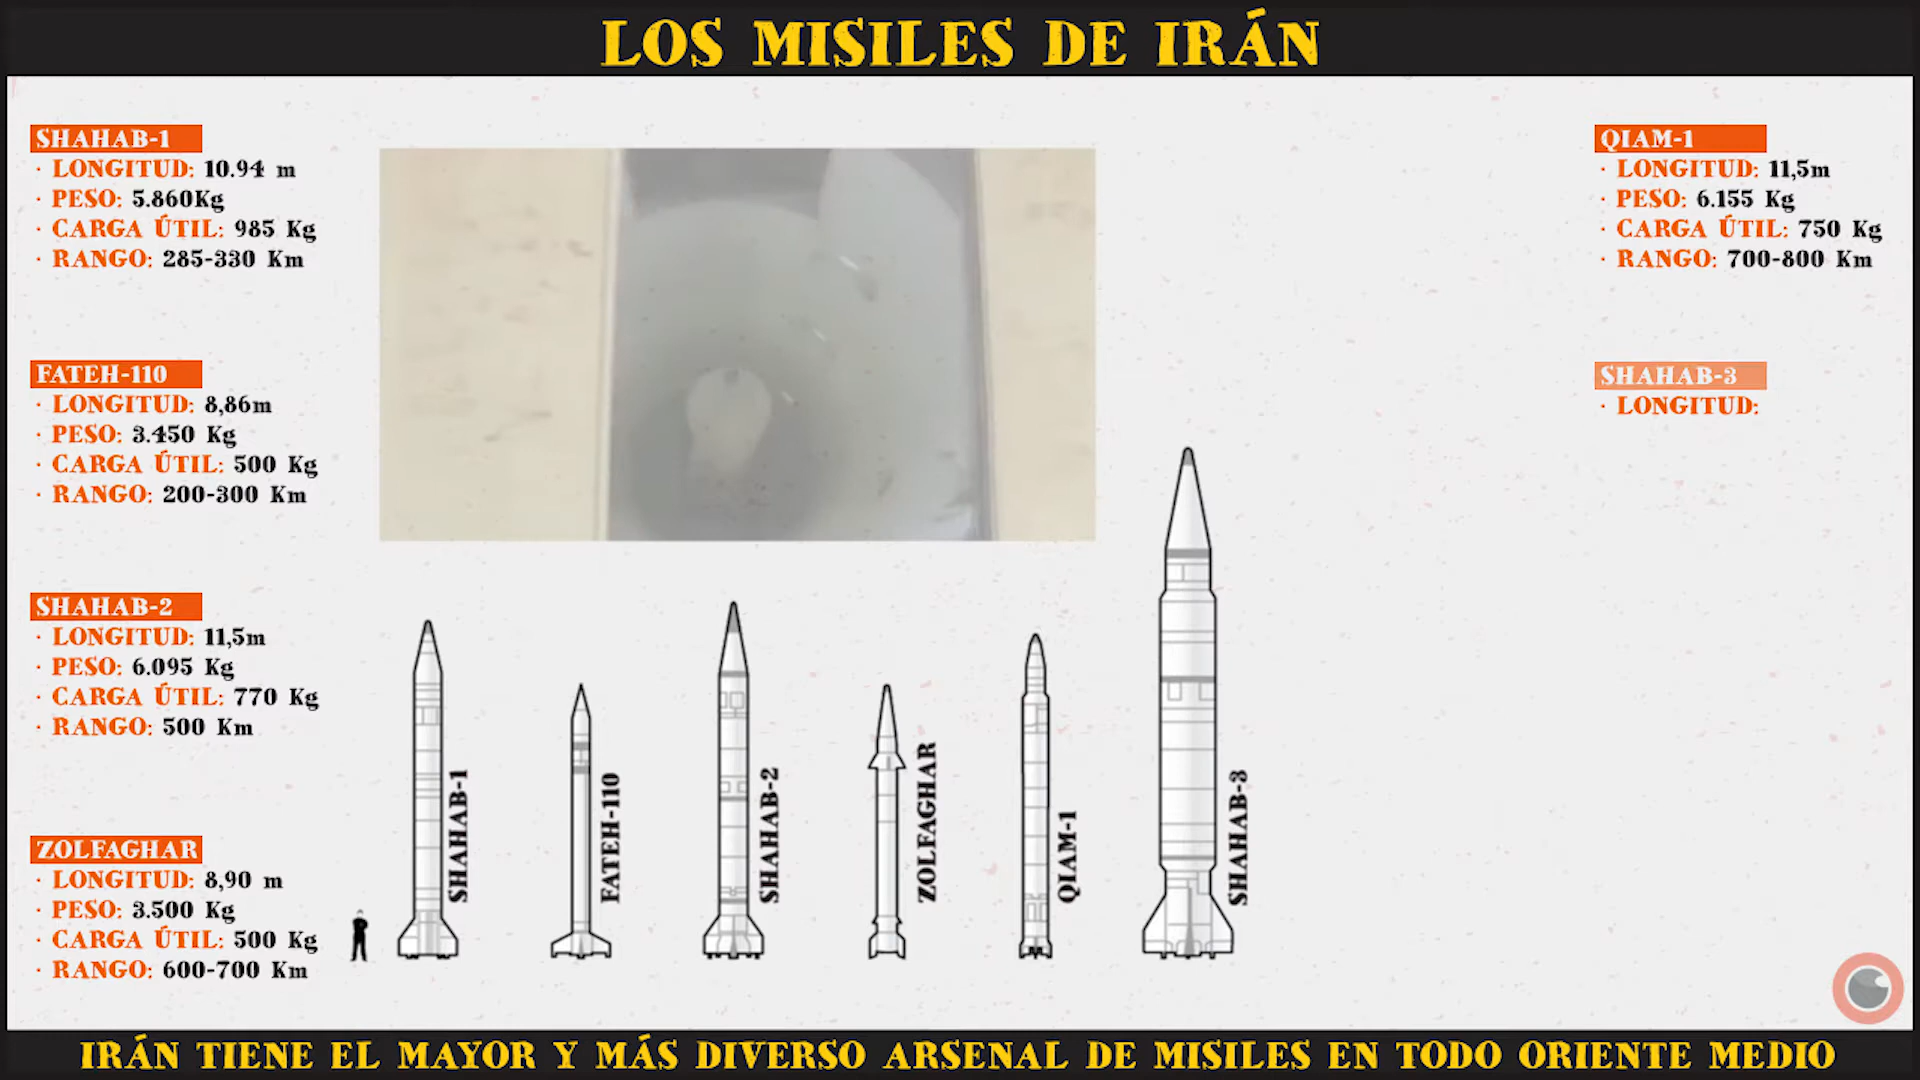 LOS MISILES DE IRÁN
SHAHAB-1
· LONGITUD: 10.94 m
· PESO: 5.860Kg
· CARGA ÚTIL: 985 Kg
· RANGO: 285-330 Km
FATEH-110
· LONGITUD: 8,86m
· PESO: 3.450 Kg
· CARGA ÚTIL: 500 Kg
· RANGO: 200-300 Km
SHAHAB-2
· LONGITUD: 11,5m
· PESO: 6.095 Kg
· CARGA ÚTIL: 770 Kg
· RANGO: 500 Km
ZOLFAGHAR
· LONGITUD: 8,90 m
· PESO: 3.500 Kg
· CARGA ÚTIL: 500 Kg
· RANGO: 600-700 Km
SHAHAB-1
FATEH-110
SHAHAB-2
ZOLFAGHAR
QIAM-1
SHAHAB-3
QIAM-1
· LONGITUD: 11,5m
· PESO: 6.155 Kg
· CARGA ÚTIL: 750 Kg
· RANGO: 700-800 Km
SHAHAB-3
· LONGITUD:
IRÁN TIENE EL MAYOR Y MÁS DIVERSO ARSENAL DE MISILES EN TODO ORIENTE MEDIO